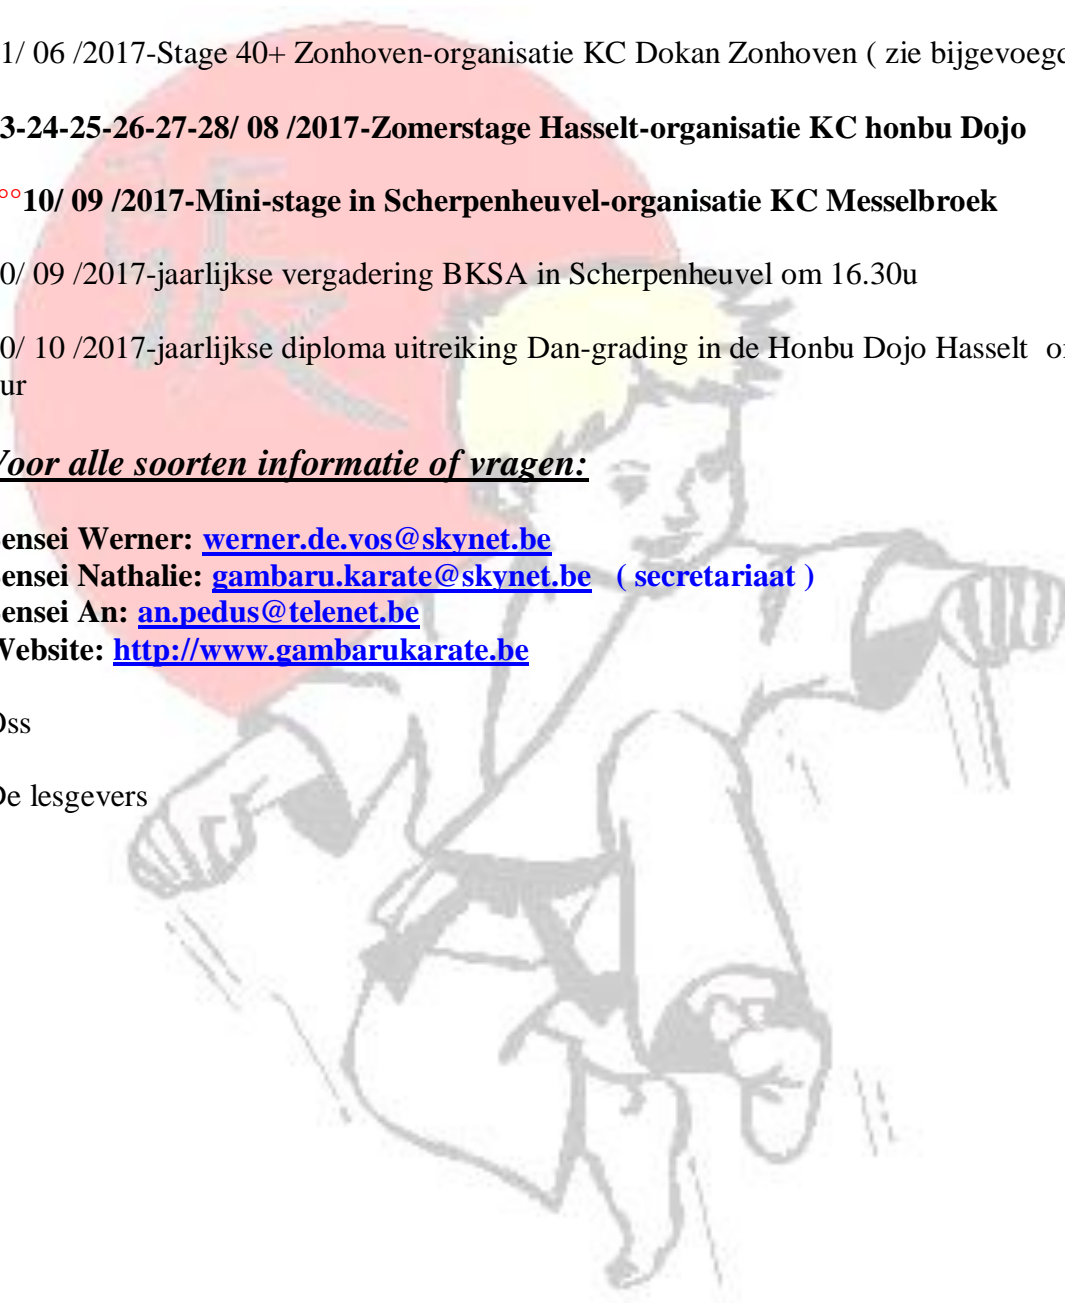 1/ 06 /2017-Stage 40+ Zonhoven-organisatie KC Dokan Zonhoven ( zie bijgevoegd
3-24-25-26-27-28/ 08 /2017-Zomerstage Hasselt-organisatie KC honbu Dojo
°°10/ 09 /2017-Mini-stage in Scherpenheuvel-organisatie KC Messelbroek
0/ 09 /2017-jaarlijkse vergadering BKSA in Scherpenheuvel om 16.30u
0/ 10 /2017-jaarlijkse diploma uitreiking Dan-grading in de Honbu Dojo Hasselt o
ur
Voor alle soorten informatie of vragen:
ensei Werner: werner.de.vos@skynet.be
ensei Nathalie: gambaru.karate@skynet.be ( secretariaat )
ensei An: an.pedus@telenet.be
Website: http://www.gambarukarate.be
Oss
De lesgevers